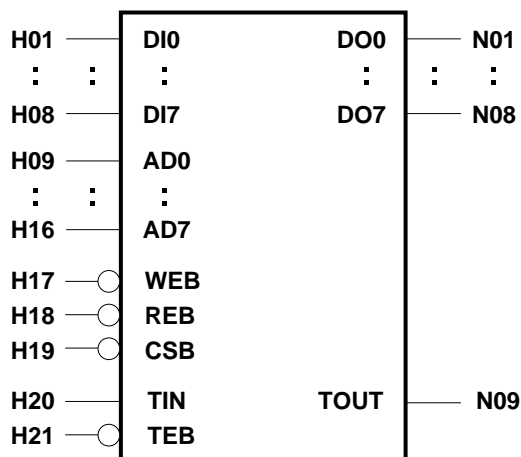 H01 DI0 DO0 N01
: : : : : :
H08 DI7 DO7 N08
H09 AD0
: : :
H16 AD7
H17 WEB
H18 REB
H19 CSB
H20 TIN TOUT N09
H21 TEB